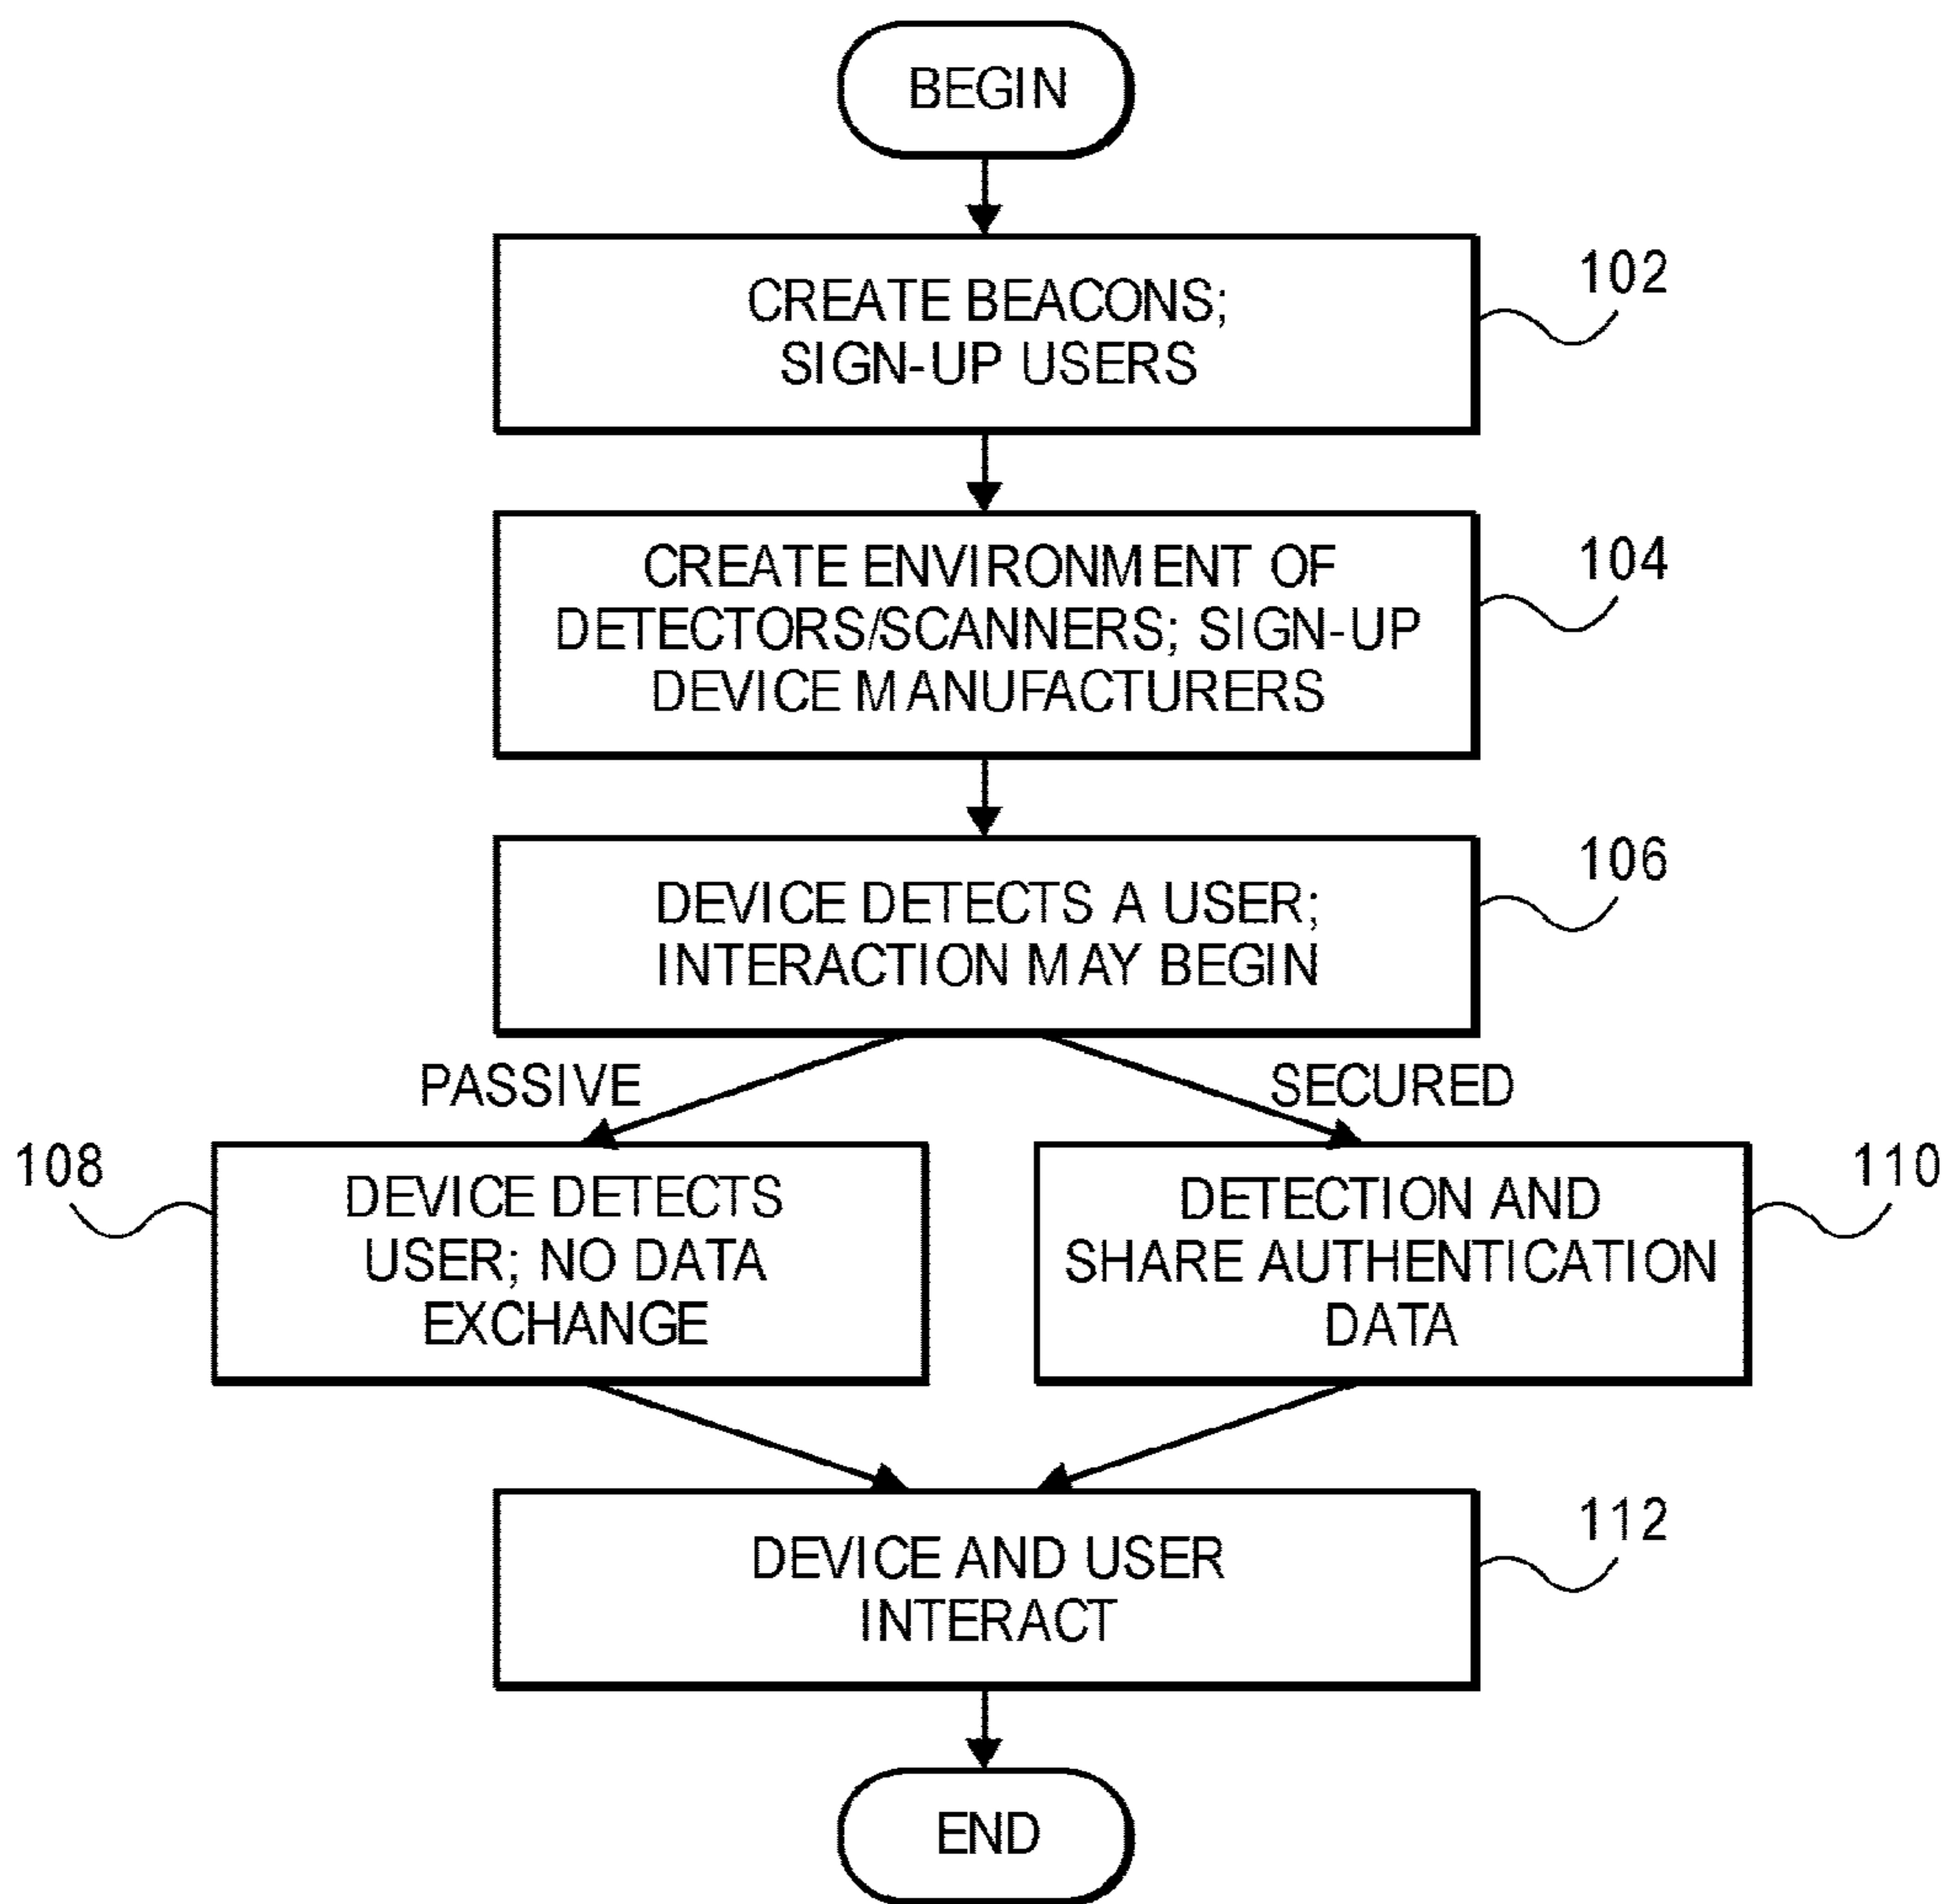 BEGIN
102
CREATE BEACONS;
SIGN-UP USERS
104
CREATE ENVIRONMENT OF
DETECTORS/SCANNERS; SIGN-UP
DEVICE MANUFACTURERS
106
DEVICE DETECTS A USER;
INTERACTION MAY BEGIN
PASSIVE
SECURED
108
DEVICE DETECTS
USER; NO DATA
EXCHANGE
110
DETECTION AND
SHARE AUTHENTICATION
DATA
112
DEVICE AND USER
INTERACT
END